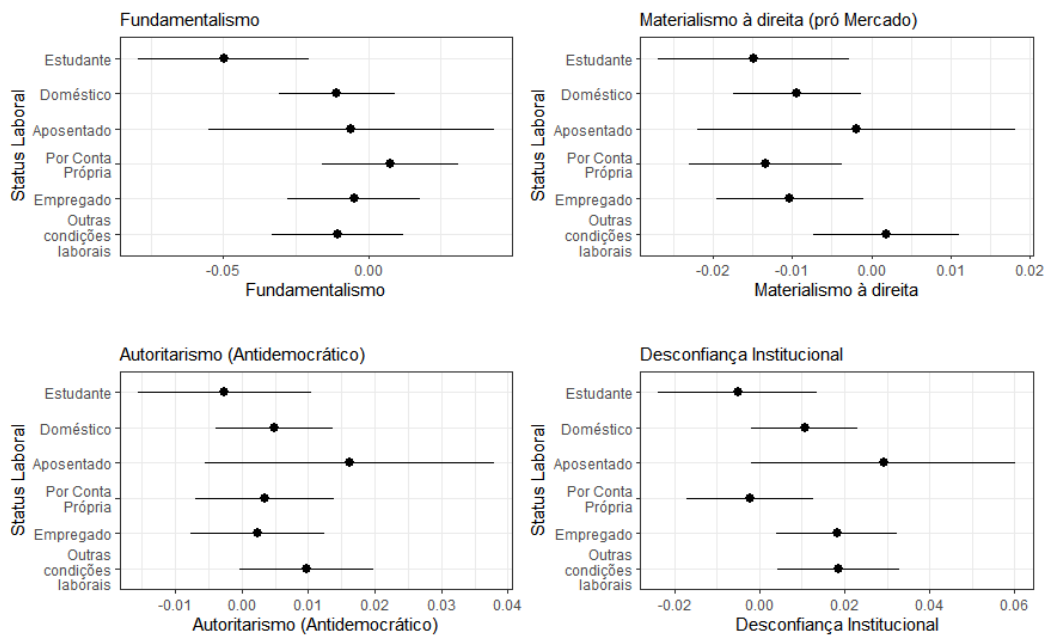 Fundamentalismo
Status Laboral
Estudante
Doméstico
Aposentado
Por Conta
Própria
Empregado
Outras
condições
laborais
-0.05 0.00
Fundamentalismo
Materialismo à direita (pró Mercado)
Status Laboral
Estudante
Doméstico
Aposentado
Por Conta
Própria
Empregado
Outras
condições
laborais
-0.02 -0.01 0.00 0.01 0.02
Materialismo à direita
Autoritarismo (Antidemocrático)
Status Laboral
Estudante
Doméstico
Aposentado
Por Conta
Própria
Empregado
Outras
condições
laborais
-0.01 0.00 0.01 0.02 0.03 0.04
Autoritarismo (Antidemocrático)
Desconfiança Institucional
Status Laboral
Estudante
Doméstico
Aposentado
Por Conta
Própria
Empregado
Outras
condições
laborais
-0.02 0.00 0.02 0.04 0.06
Desconfiança Institucional